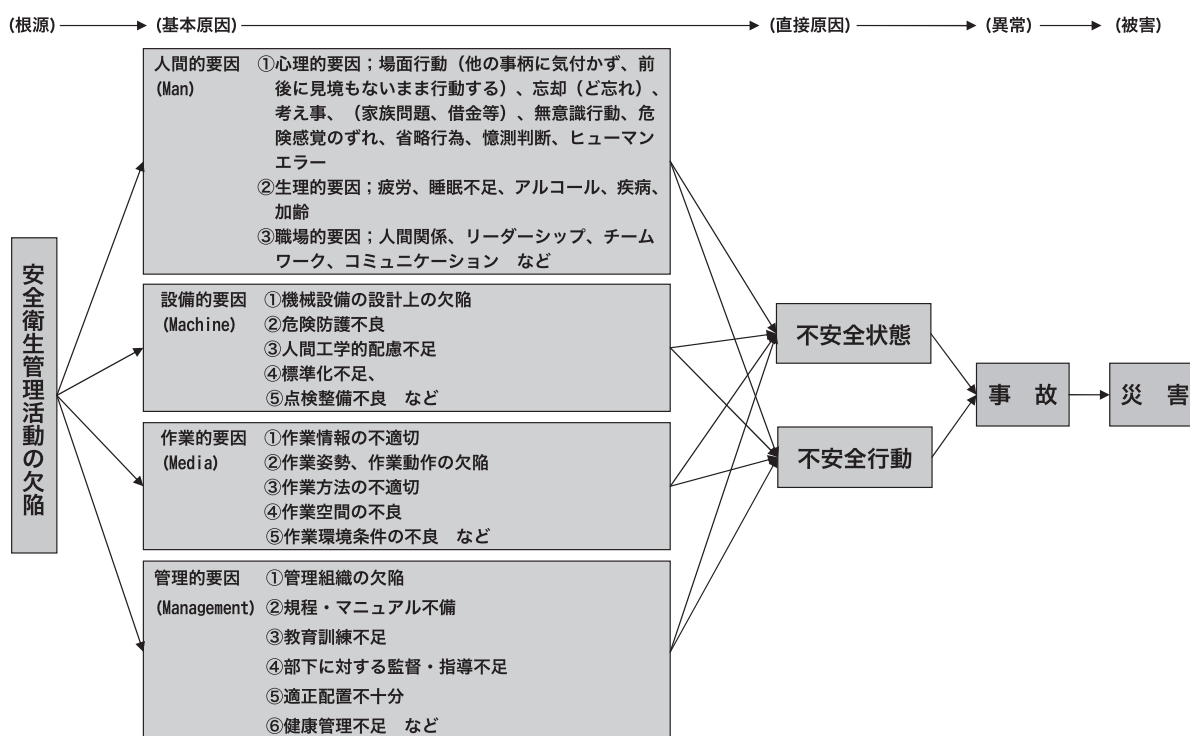 (根源) (基本原因) (直接原因) (異常) (被害)
安全衛生管理活動の欠陥
人間的要因 ①心理的要因；場面行動（他の事柄に気付かず、前
(Man) 後に見境もないまま行動する）、忘却（ど忘れ）、
考え事、（家族問題、借金等）、無意識行動、危
険感覚のずれ、省略行為、憶測判断、ヒューマン
エラー
②生理的要因；疲労、睡眠不足、アルコール、疾病、
加齢
③職場的要因；人間関係、リーダーシップ、チーム
ワーク、コミュニケーション　など
設備的要因 ①機械設備の設計上の欠陥
(Machine) ②危険防護不良
③人間工学的配慮不足
④標準化不足、
⑤点検整備不良　など
作業的要因 ①作業情報の不適切
(Media) ②作業姿勢、作業動作の欠陥
③作業方法の不適切
④作業空間の不良
⑤作業環境条件の不良　など
管理的要因 ①管理組織の欠陥
(Management) ②規程・マニュアル不備
③教育訓練不足
④部下に対する監督・指導不足
⑤適正配置不十分
⑥健康管理不足　など
不安全状態
不安全行動
事　故
災　害